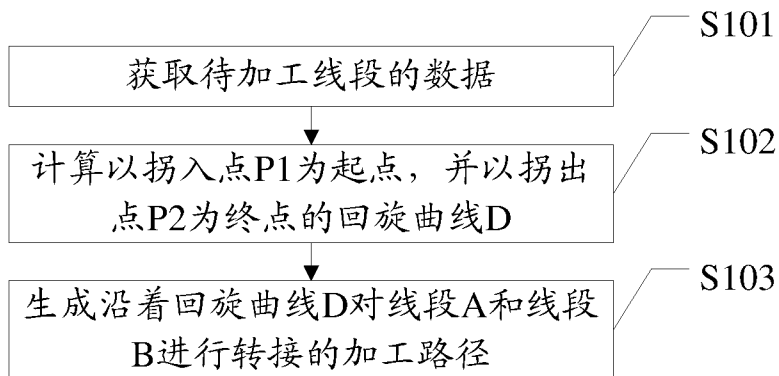 S101
获取待加工线段的数据
S102
计算以拐入点P1为起点，并以拐出
点P2为终点的回旋曲线D
S103
生成沿着回旋曲线D对线段A和线段
B进行转接的加工路径